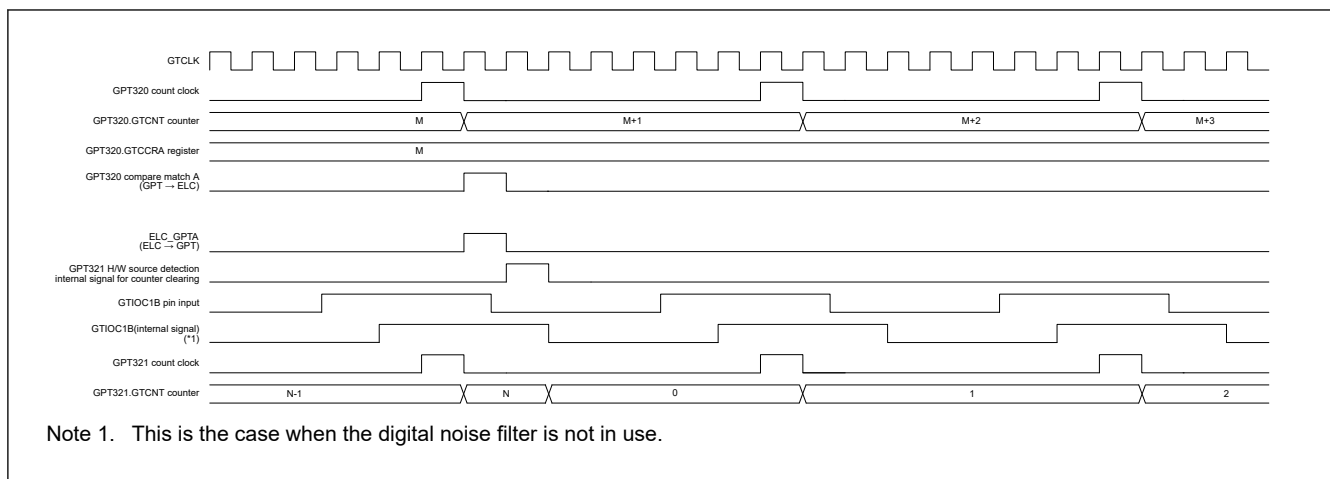 GTCLK
GPT320 count clock
GPT320.GTCNT counter M M+1 M+2 M+3
GPT320.GTCCRA register M
GPT320 compare match A
(GPT → ELC)
ELC_GPTA
(ELC → GPT)
GPT321 H/W source detection
internal signal for counter clearing
GTIOC1B pin input
GTIOC1B(internal signal)
(*1)
GPT321 count clock
GPT321.GTCNT counter N-1 N 0 1 2
Note 1. This is the case when the digital noise filter is not in use.